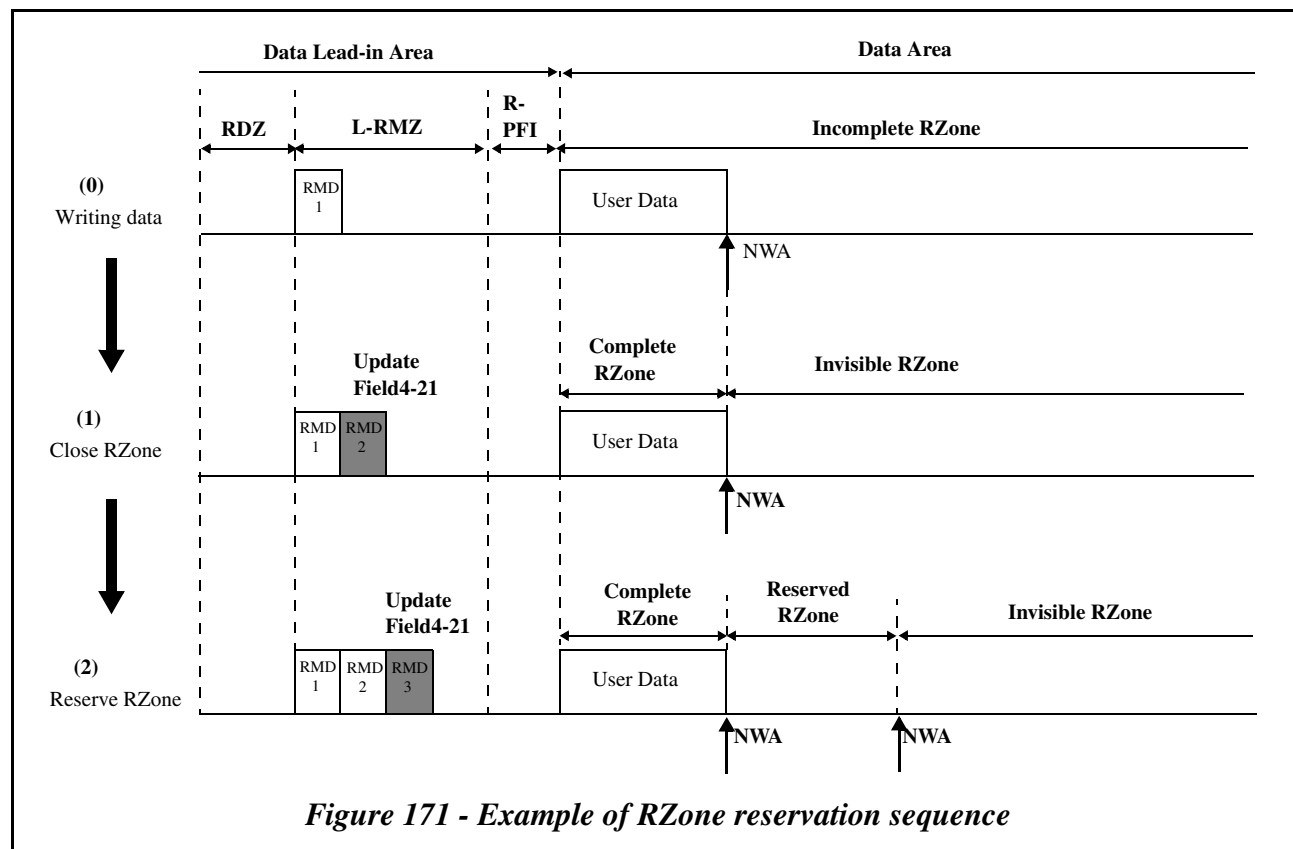 Data Lead-in Area
Data Area
RDZ
L-RMZ
R-
PFI
Incomplete RZone
(0)
Writing data
RMD
1
User Data
NWA
Update
Field4-21
Complete
RZone
Invisible RZone
(1)
Close RZone
RMD
1
RMD
2
User Data
NWA
Update
Field4-21
Complete
RZone
Reserved
RZone
Invisible RZone
(2)
Reserve RZone
RMD
1
RMD
2
RMD
3
User Data
NWA
NWA
Figure 171 - Example of RZone reservation sequence